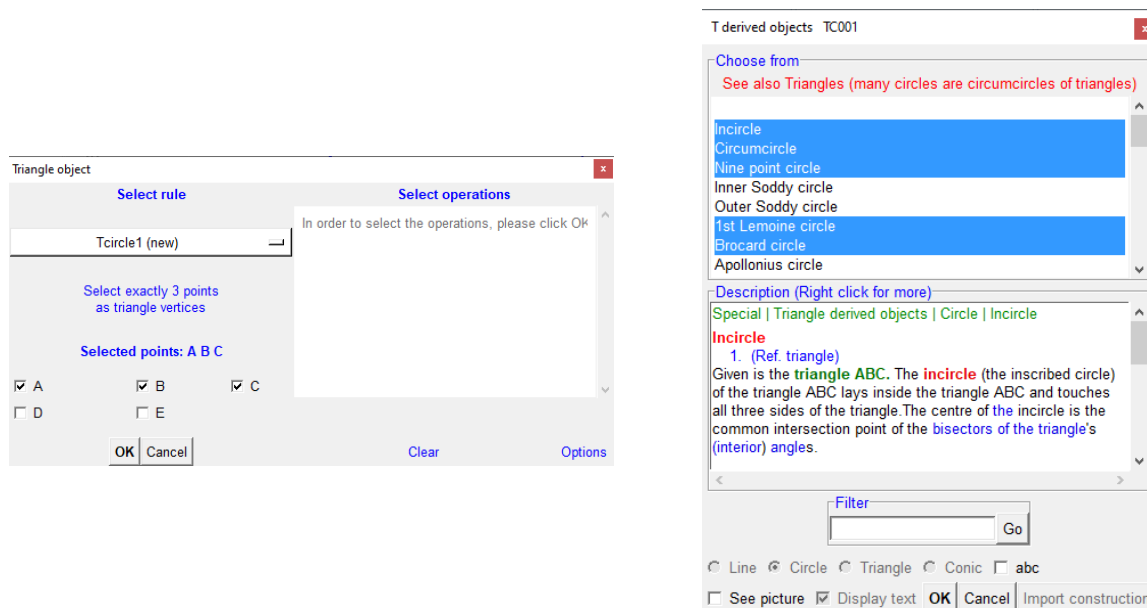 Triangle object
x
Select rule
Select operations
In order to select the operations, please click OK
Tcircle1 (new)
Select exactly 3 points
as triangle vertices
Selected points: A B C
A
B
C
D
E
OK
Cancel
Clear
Options
T derived objects TC001
x
Choose from
See also Triangles (many circles are circumcircles of triangles)
Incircle
Circumcircle
Nine point circle
Inner Soddy circle
Outer Soddy circle
1st Lemoine circle
Brocard circle
Apollonius circle
Description (Right click for more)
Special | Triangle derived objects | Circle | Incircle
Incircle
1. (Ref. triangle)
Given is the triangle ABC. The incircle (the inscribed circle)
of the triangle ABC lays inside the triangle ABC and touches
all three sides of the triangle.The centre of the incircle is the
common intersection point of the bisectors of the triangle's
(interior) angles.
Filter
Go
Line
Circle
Triangle
Conic
abc
See picture
Display text
OK
Cancel
Import construction